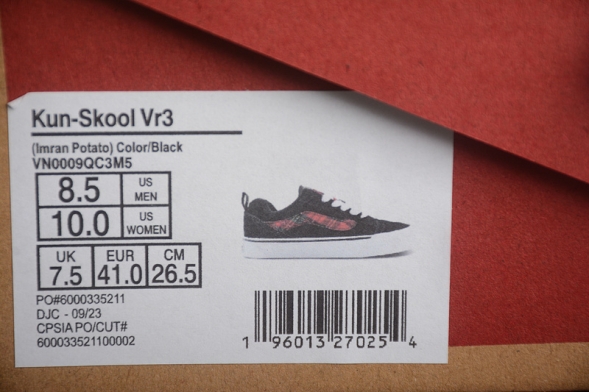 Kun-Skool Vr3
(Imran Potato) Color/Black
VN0009QC3M5
8.5 US MEN
10.0 US WOMEN
UK EUR CM
7.5 41.0 26.5
PO#6000335211
DJC - 09/23
CPSIA PO/CUT#
600033521100002
1 96013 27025 4